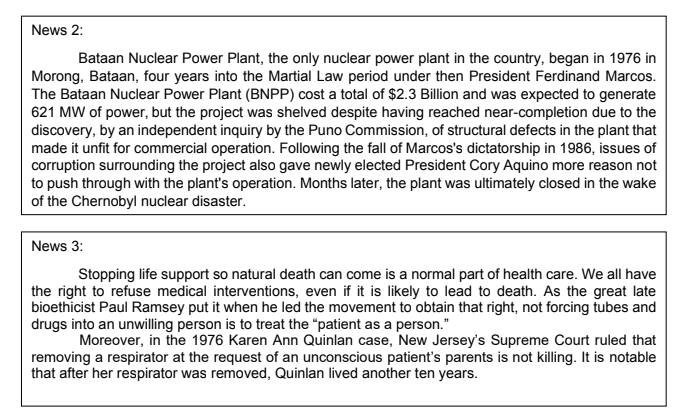 News 2:
Bataan Nuclear Power Plant, the only nuclear power plant in the country, began in 1976 in
Morong, Bataan, four years into the Martial Law period under then President Ferdinand Marcos.
The Bataan Nuclear Power Plant (BNPP) cost a total of $2.3 Billion and was expected to generate
621 MW of power, but the project was shelved despite having reached near-completion due to the
discovery, by an independent inquiry by the Puno Commission, of structural defects in the plant that
made it unfit for commercial operation. Following the fall of Marcos's dictatorship in 1986, issues of
corruption surrounding the project also gave newly elected President Cory Aquino more reason not
to push through with the plant's operation. Months later, the plant was ultimately closed in the wake
of the Chernobyl nuclear disaster.
News 3:
Stopping life support so natural death can come is a normal part of health care. We all have
the right to refuse medical interventions, even if it is likely to lead to death. As the great late
bioethicist Paul Ramsey put it when he led the movement to obtain that right, not forcing tubes and
drugs into an unwilling person is to treat the “patient as a person.”
Moreover, in the 1976 Karen Ann Quinlan case, New Jersey’s Supreme Court ruled that
removing a respirator at the request of an unconscious patient’s parents is not killing. It is notable
that after her respirator was removed, Quinlan lived another ten years.